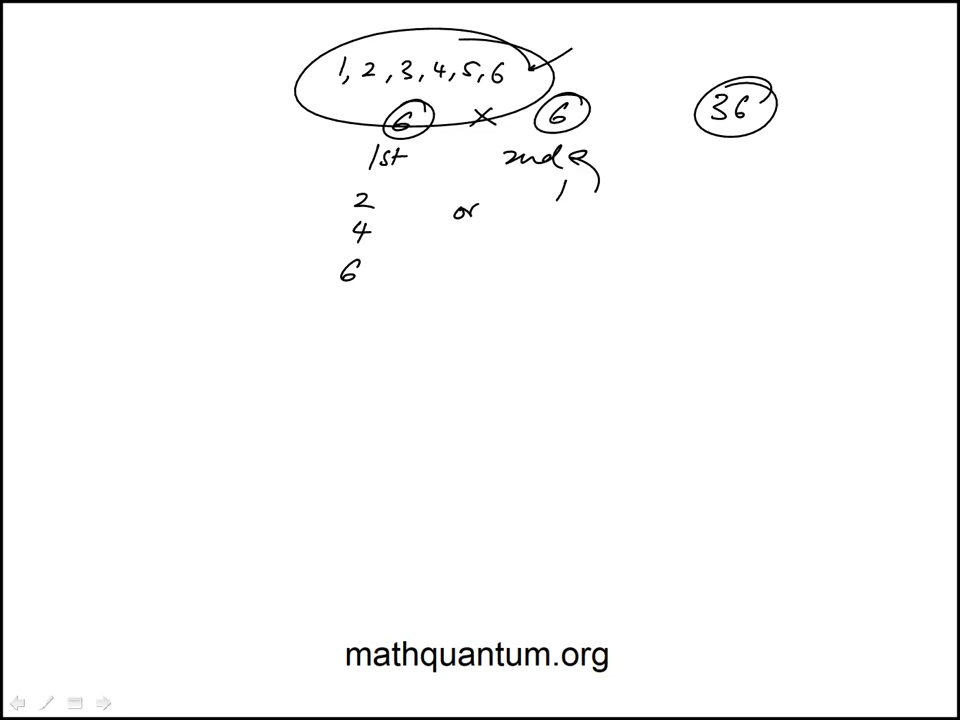 1, 2, 3, 4, 5, 6
6 × 6 36
1st 2nd
2 or 1
4
6
mathquantum.org